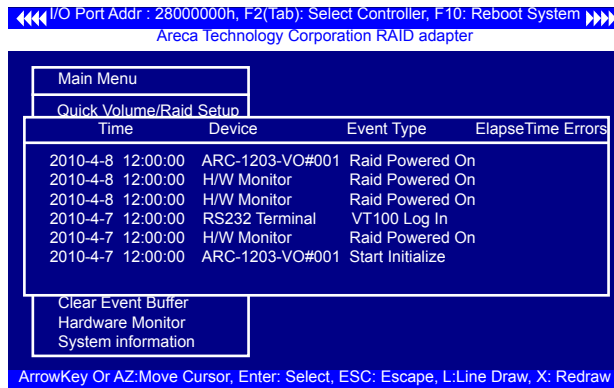 I/O Port Addr : 28000000h, F2(Tab): Select Controller, F10: Reboot System
Areca Technology Corporation RAID adapter
Main Menu
Quick Volume/Raid Setup
Time Device Event Type ElapseTime Errors
2010-4-8 12:00:00 ARC-1203-VO#001 Raid Powered On
2010-4-8 12:00:00 H/W Monitor Raid Powered On
2010-4-8 12:00:00 H/W Monitor Raid Powered On
2010-4-7 12:00:00 RS232 Terminal VT100 Log In
2010-4-7 12:00:00 H/W Monitor Raid Powered On
2010-4-7 12:00:00 ARC-1203-VO#001 Start Initialize
Clear Event Buffer
Hardware Monitor
System information
ArrowKey Or AZ:Move Cursor, Enter: Select, ESC: Escape, L:Line Draw, X: Redraw